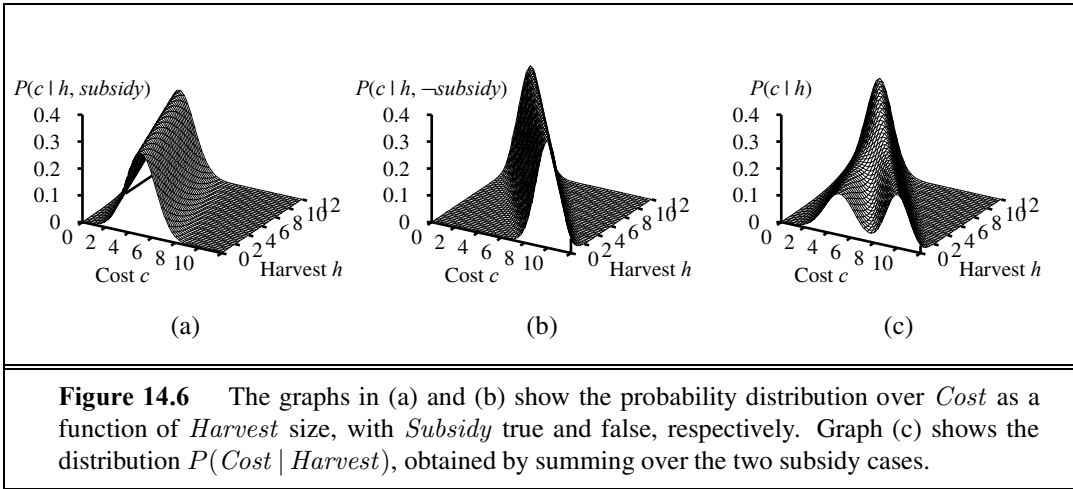 P(c | h, subsidy)
0.4
0.3
0.2
0.1
0
0 2 4 6 8 10
Cost c
0 2 4 6 8 10 12
Harvest h
(a)
P(c | h, ¬subsidy)
0.4
0.3
0.2
0.1
0
0 2 4 6 8 10
Cost c
0 2 4 6 8 10 12
Harvest h
(b)
P(c | h)
0.4
0.3
0.2
0.1
0
0 2 4 6 8 10
Cost c
0 2 4 6 8 10 12
Harvest h
(c)
Figure 14.6 The graphs in (a) and (b) show the probability distribution over Cost as a
function of Harvest size, with Subsidy true and false, respectively. Graph (c) shows the
distribution P(Cost | Harvest), obtained by summing over the two subsidy cases.